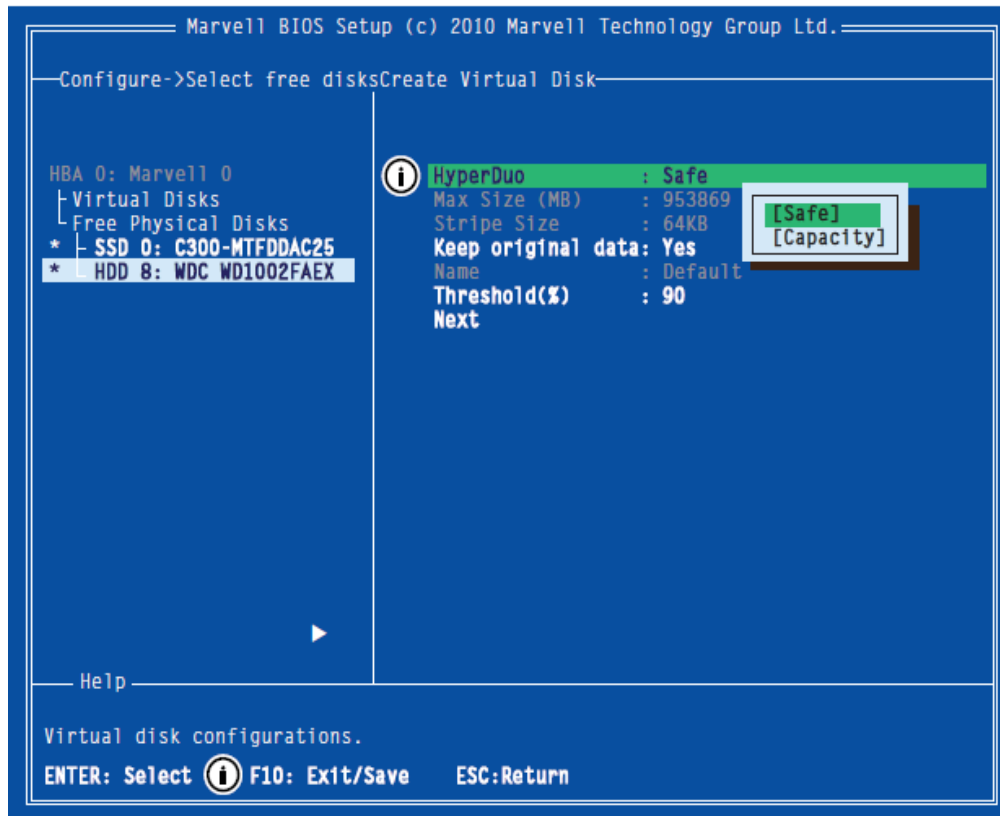 Marvell BIOS Setup (c) 2010 Marvell Technology Group Ltd.
Configure->Select free disksCreate Virtual Disk
HBA 0: Marvell 0
Virtual Disks
Free Physical Disks
* SSD 0: C300-MTFDDAC25
* HDD 8: WDC WD1002FAEX
i HyperDuo : Safe
Max Size (MB) : 953869
Stripe Size : 64KB
Keep original data: Yes
Name : Default
Threshold(%) : 90
Next
[Safe]
[Capacity]
Help
Virtual disk configurations.
ENTER: Select i F10: Exit/Save ESC:Return